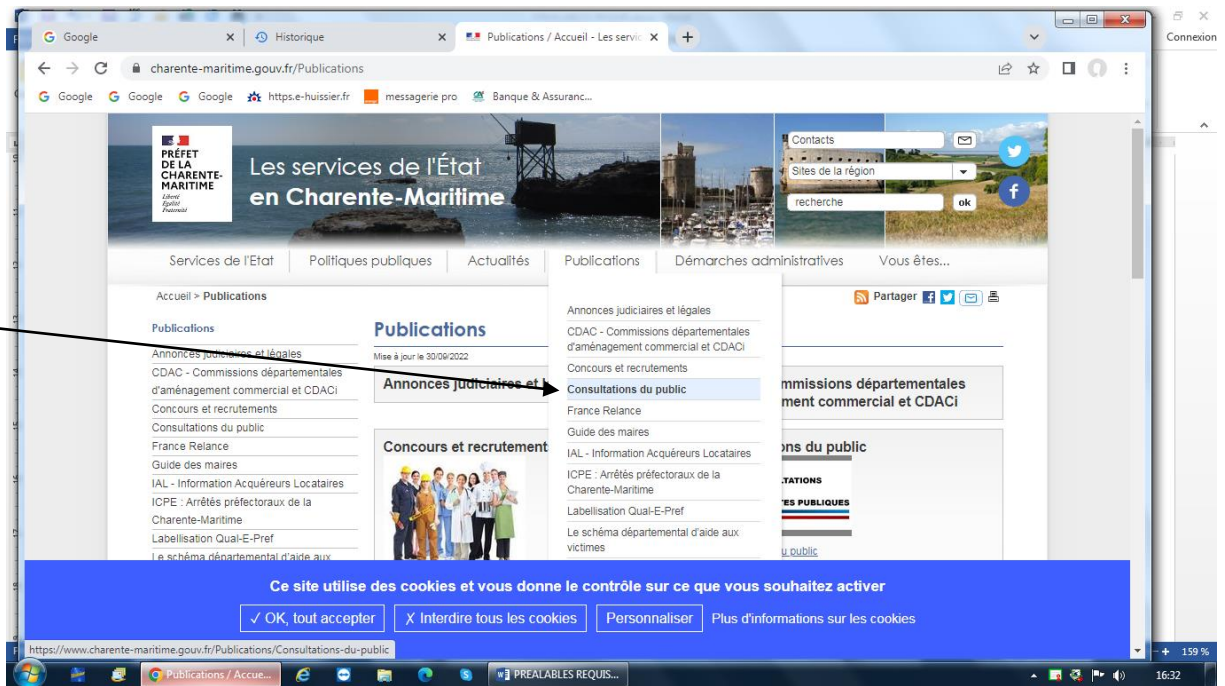 Connexion
Google
Historique
Publications / Accueil - Les servic
charente-maritime.gouv.fr/Publications
Google
Google
Google
https.e-huissier.fr
messagerie pro
Banque & Assuranc...
PRÉFET
DE LA
CHARENTE-
MARITIME
Liberté
Égalité
Fraternité
Les services de l'État
en Charente-Maritime
Contacts
Sites de la région
recherche
ok
Services de l'Etat
Politiques publiques
Actualités
Publications
Démarches administratives
Vous êtes...
Accueil > Publications
Partager
Publications
Annonces judiciaires et légales
CDAC - Commissions départementales
d'aménagement commercial et CDACi
Concours et recrutements
Consultations du public
France Relance
Guide des maires
IAL - Information Acquéreurs Locataires
ICPE : Arrêtés préfectoraux de la
Charente-Maritime
Labellisation Qual-E-Pref
Le schéma départemental d'aide aux
Publications
Mise à jour le 30/09/2022
Annonces judiciaires et l
mmissions départementales
ment commercial et CDACi
Concours et recrutement
ons du public
TATIONS
ES PUBLIQUES
u public
Annonces judiciaires et légales
CDAC - Commissions départementales
d'aménagement commercial et CDACi
Concours et recrutements
Consultations du public
France Relance
Guide des maires
IAL - Information Acquéreurs Locataires
ICPE : Arrêtés préfectoraux de la
Charente-Maritime
Labellisation Qual-E-Pref
Le schéma départemental d'aide aux
victimes
Ce site utilise des cookies et vous donne le contrôle sur ce que vous souhaitez activer
✓ OK, tout accepter
✗ Interdire tous les cookies
Personnaliser
Plus d'informations sur les cookies
https://www.charente-maritime.gouv.fr/Publications/Consultations-du-public
159 %
Publications / Accue...
PREALABLES REQUIS...
16:32